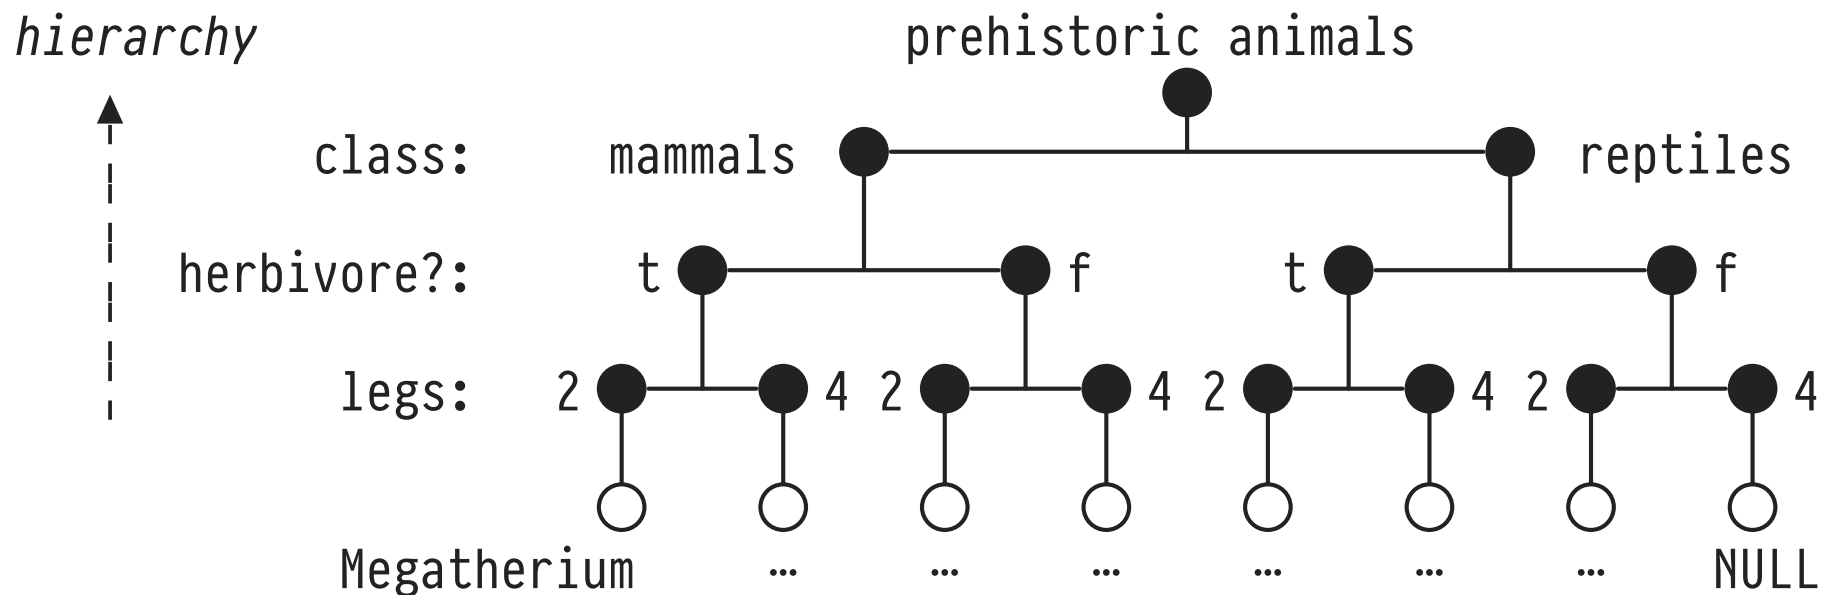 hierarchy prehistoric animals
class: mammals reptiles
herbivore?: t f t f
legs: 2 4 2 4 2 4 2 4
Megatherium … … … … … … NULL